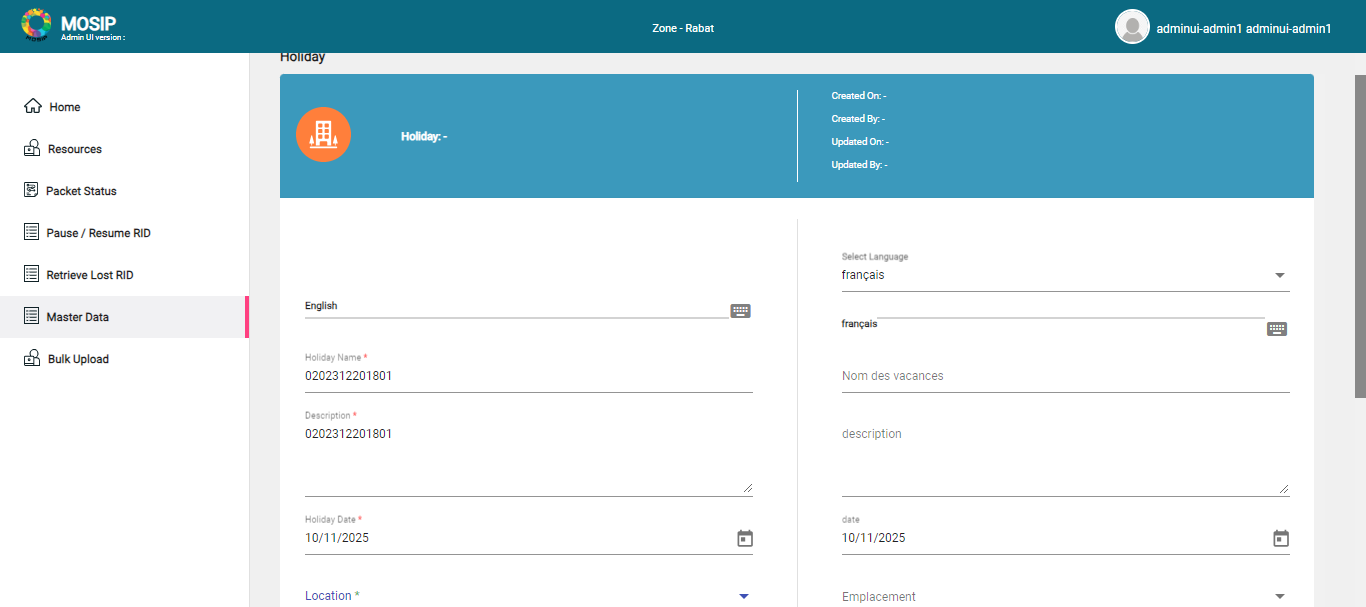 MOSIP
MOSIP
Admin UI version :
Zone - Rabat
adminui-admin1 adminui-admin1
Home
Resources
Packet Status
Pause / Resume RID
Retrieve Lost RID
Master Data
Bulk Upload
Holiday
Holiday: -
Created On: -
Created By: -
Updated On: -
Updated By: -
English
Holiday Name *
0202312201801
Description *
0202312201801
Holiday Date *
10/11/2025
Location *
Select Language
français
français
Nom des vacances
description
date
10/11/2025
Emplacement